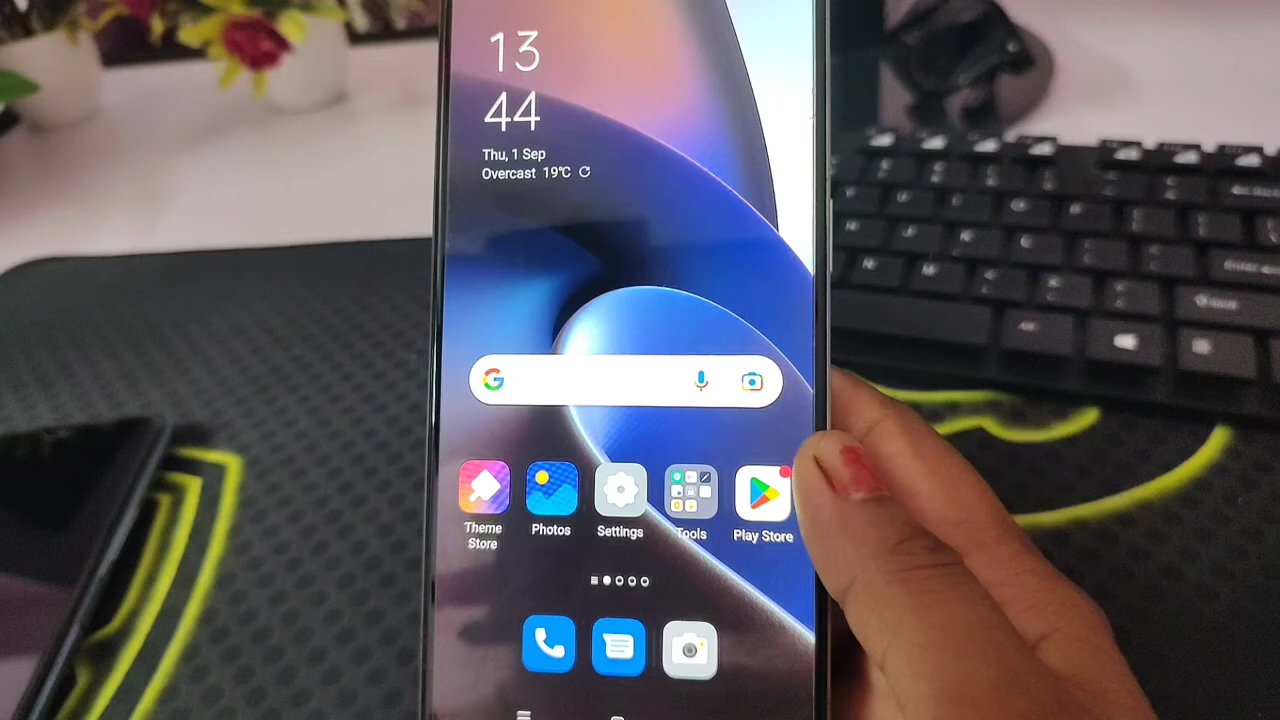 13
44
Thu, 1 Sep
Overcast 19℃
G
Theme
Store
Photos
Settings
Tools
Play Store